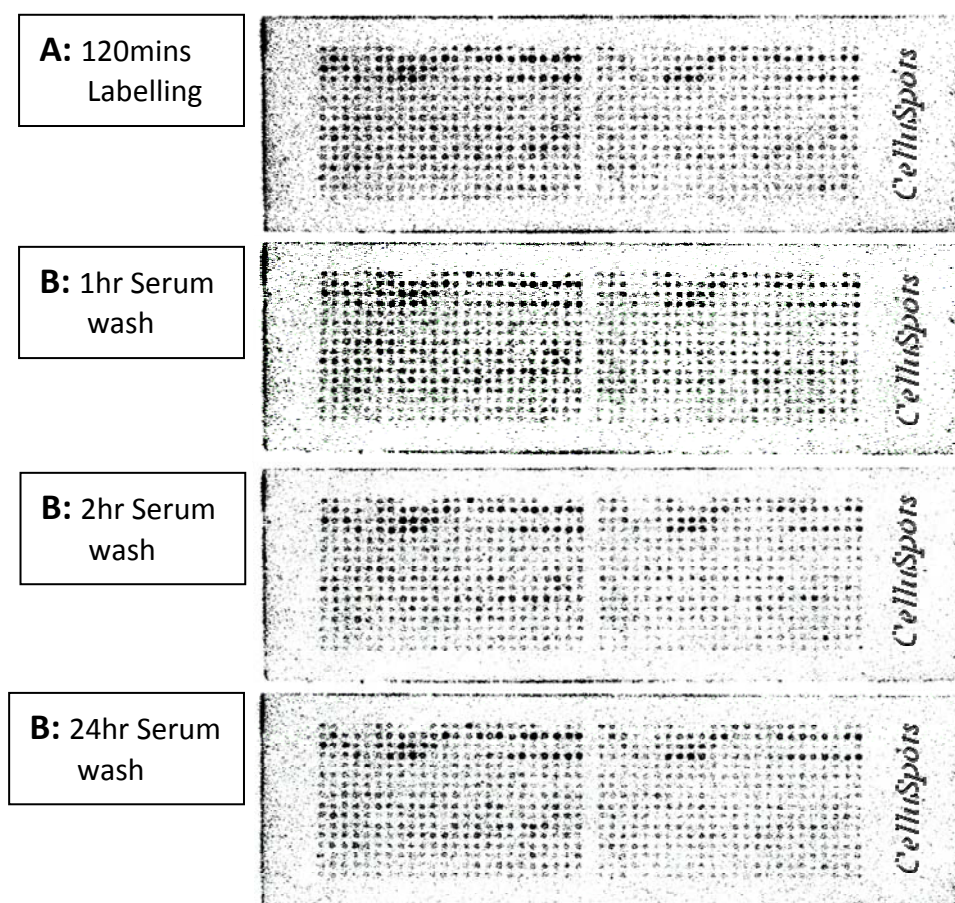 A: 120mins
Labelling
CelluSpots
B: 1hr Serum
wash
CelluSpots
B: 2hr Serum
wash
CelluSpots
B: 24hr Serum
wash
CelluSpots